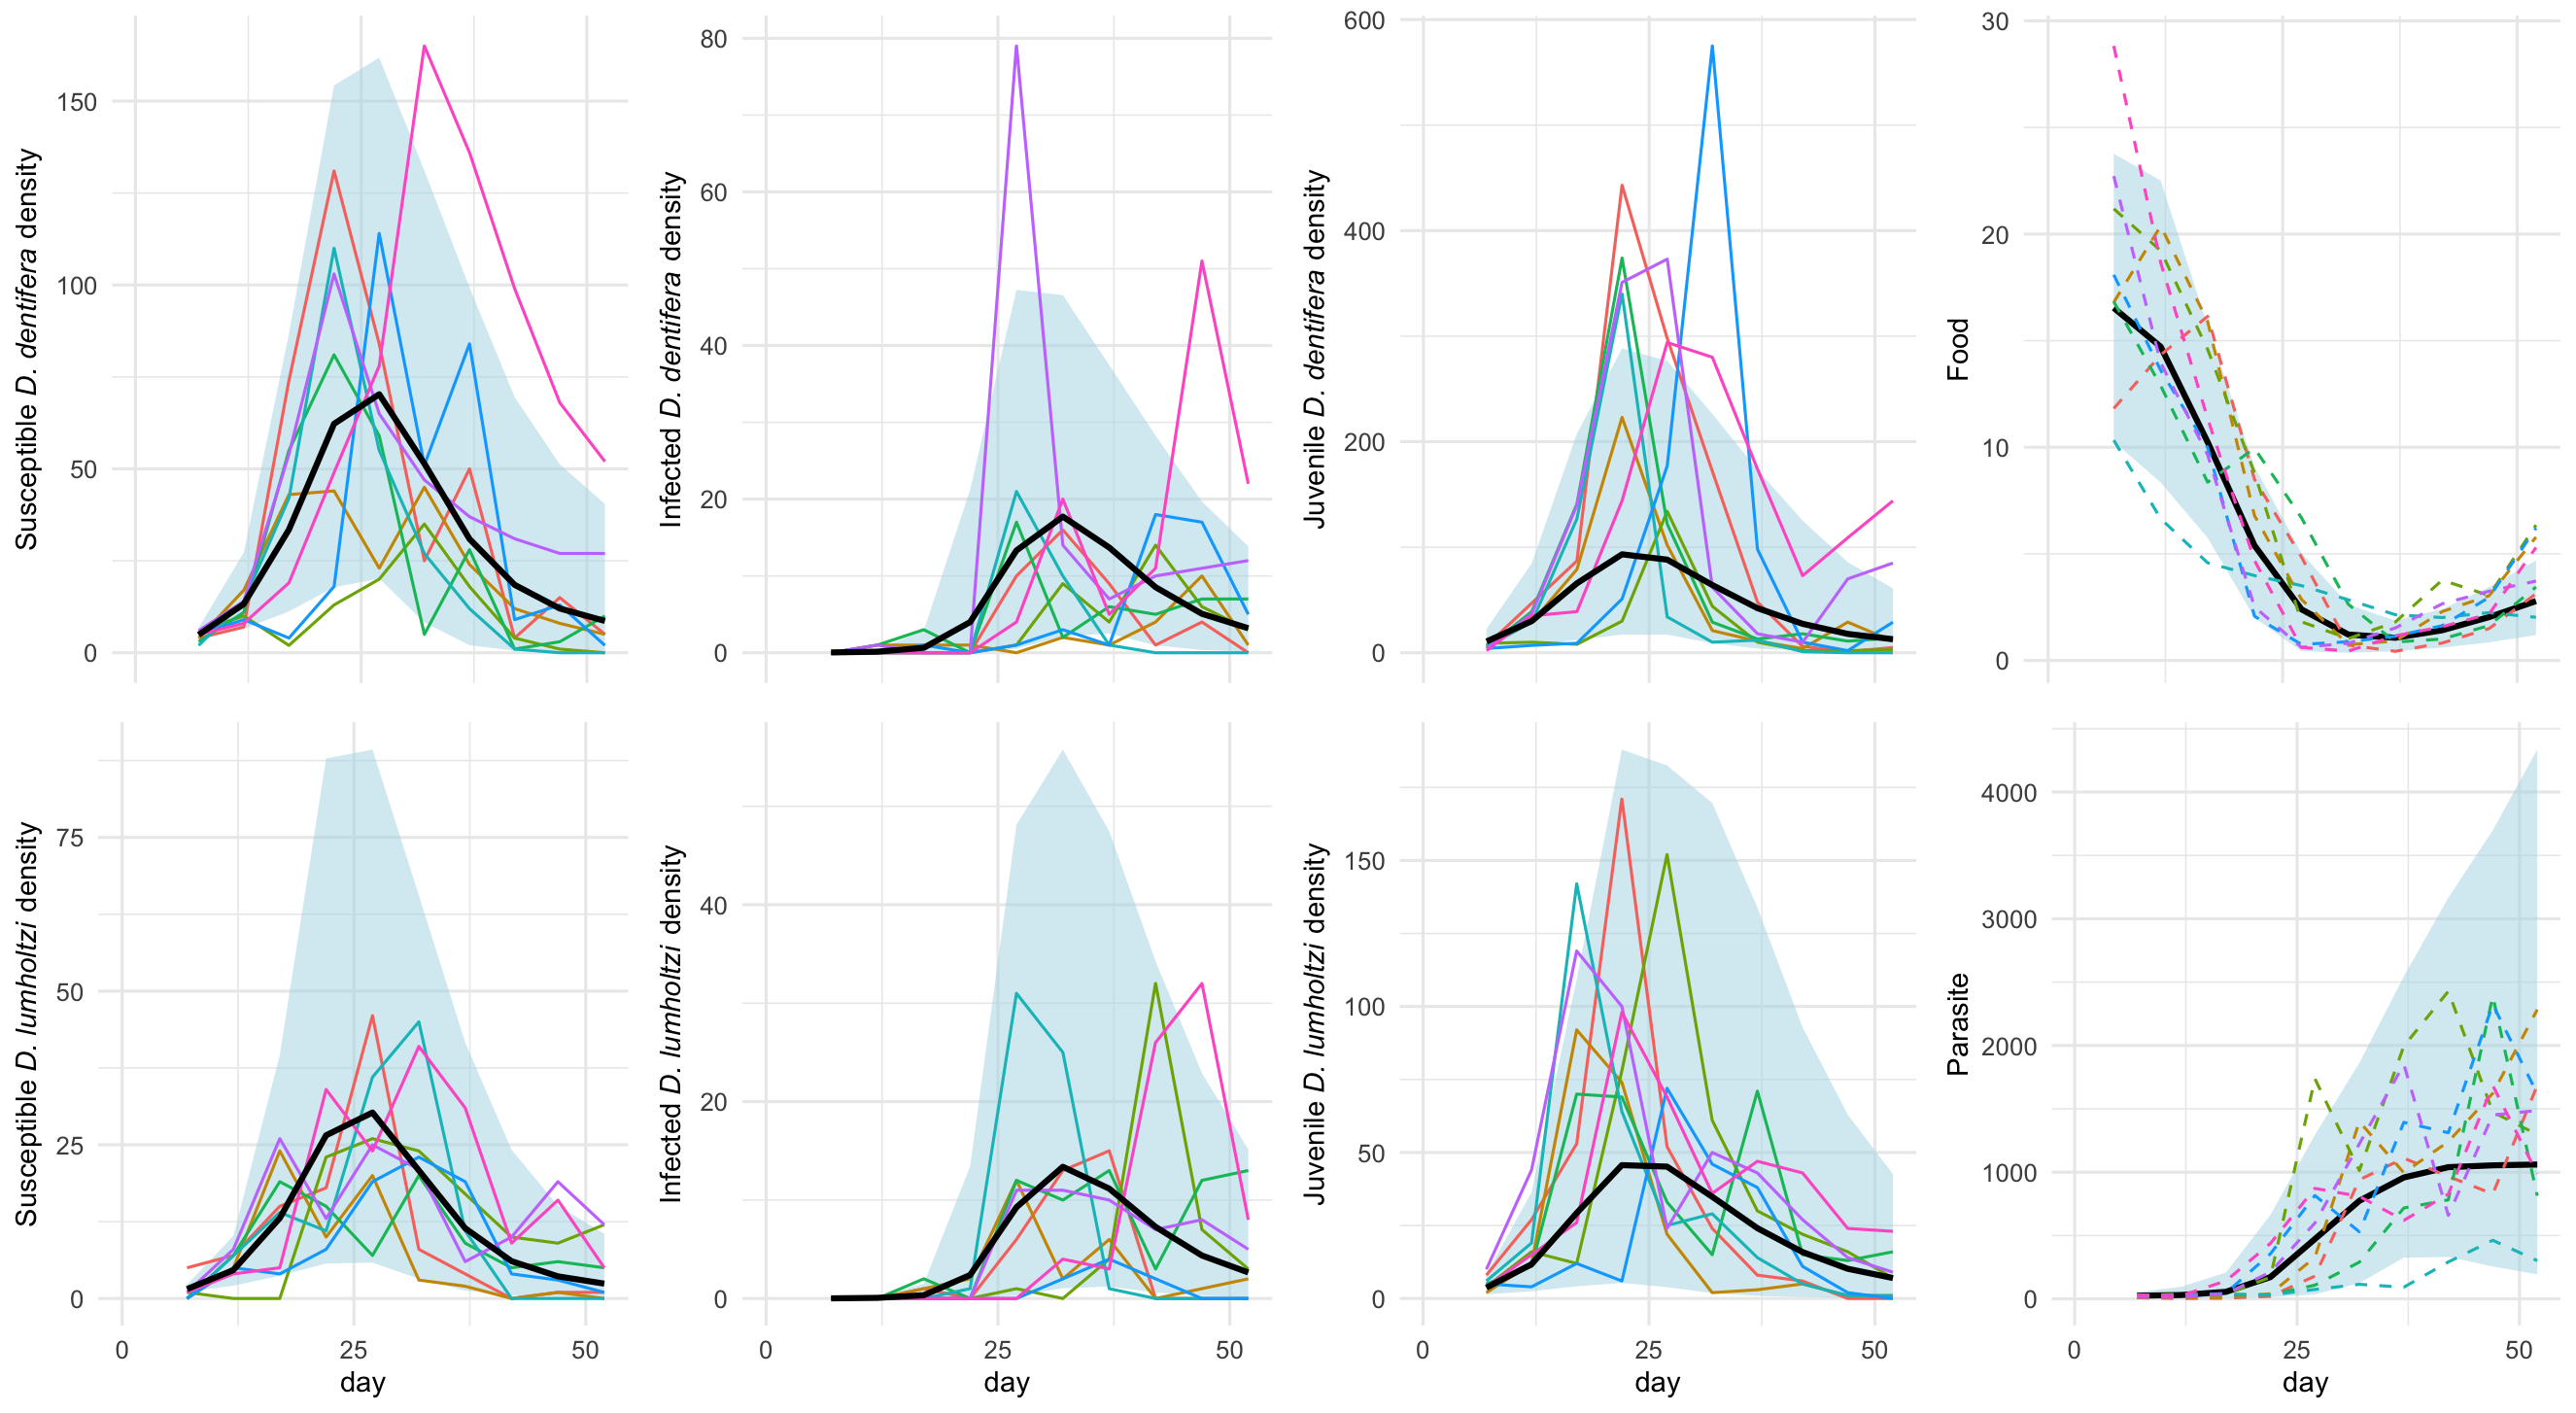 Susceptible D. dentifera density
150
100
50
0
Infected D. dentifera density
80
60
40
20
0
Juvenile D. dentifera density
600
400
200
0
Food
30
20
10
0
Susceptible D. lumholtzi density
75
50
25
0
0 25 50
day
Infected D. lumholtzi density
40
20
0
0 25 50
day
Juvenile D. lumholtzi density
150
100
50
0
0 25 50
day
Parasite
4000
3000
2000
1000
0
0 25 50
day